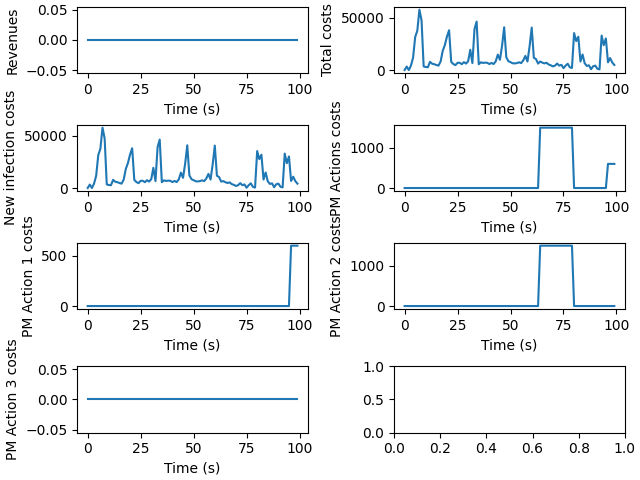 Revenues
0.05
0.00
−0.05
0 25 50 75 100
Time (s)
Total costs
50000
0
0 25 50 75 100
Time (s)
New infection costs
50000
0
0 25 50 75 100
Time (s)
PM Actions costs
1000
0
0 25 50 75 100
Time (s)
PM Action 1 costs
500
0
0 25 50 75 100
Time (s)
PM Action 2 costs
1000
0
0 25 50 75 100
Time (s)
PM Action 3 costs
0.05
0.00
−0.05
0 25 50 75 100
Time (s)
1.0
0.5
0.0
0.0 0.2 0.4 0.6 0.8 1.0